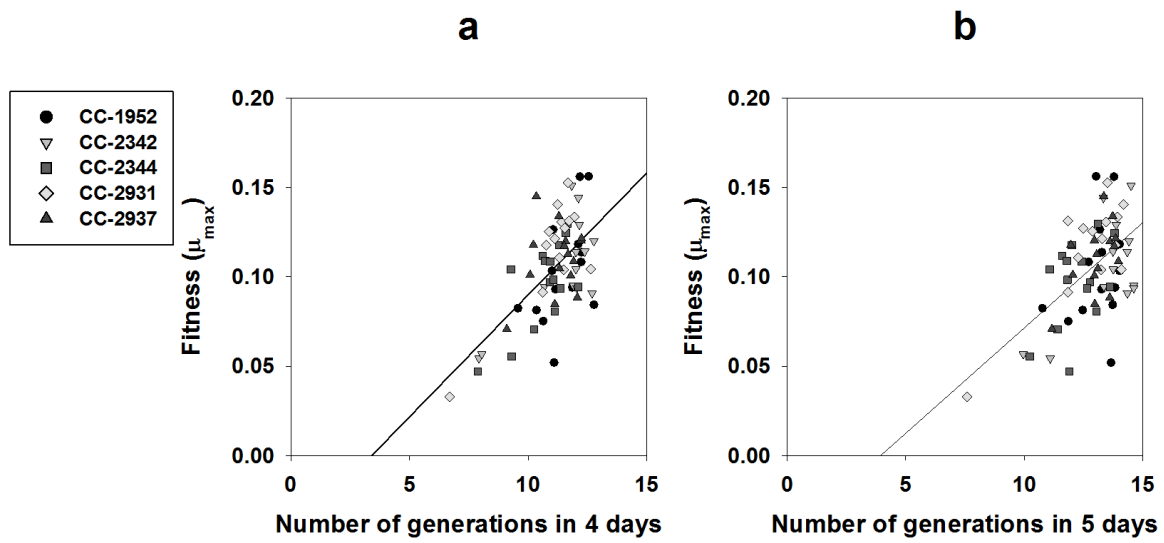 a
b
CC-1952
CC-2342
CC-2344
CC-2931
CC-2937
Fitness (μmax)
0.20
0.15
0.10
0.05
0.00
0
5
10
15
Number of generations in 4 days
Fitness (μmax)
0.20
0.15
0.10
0.05
0.00
0
5
10
15
Number of generations in 5 days